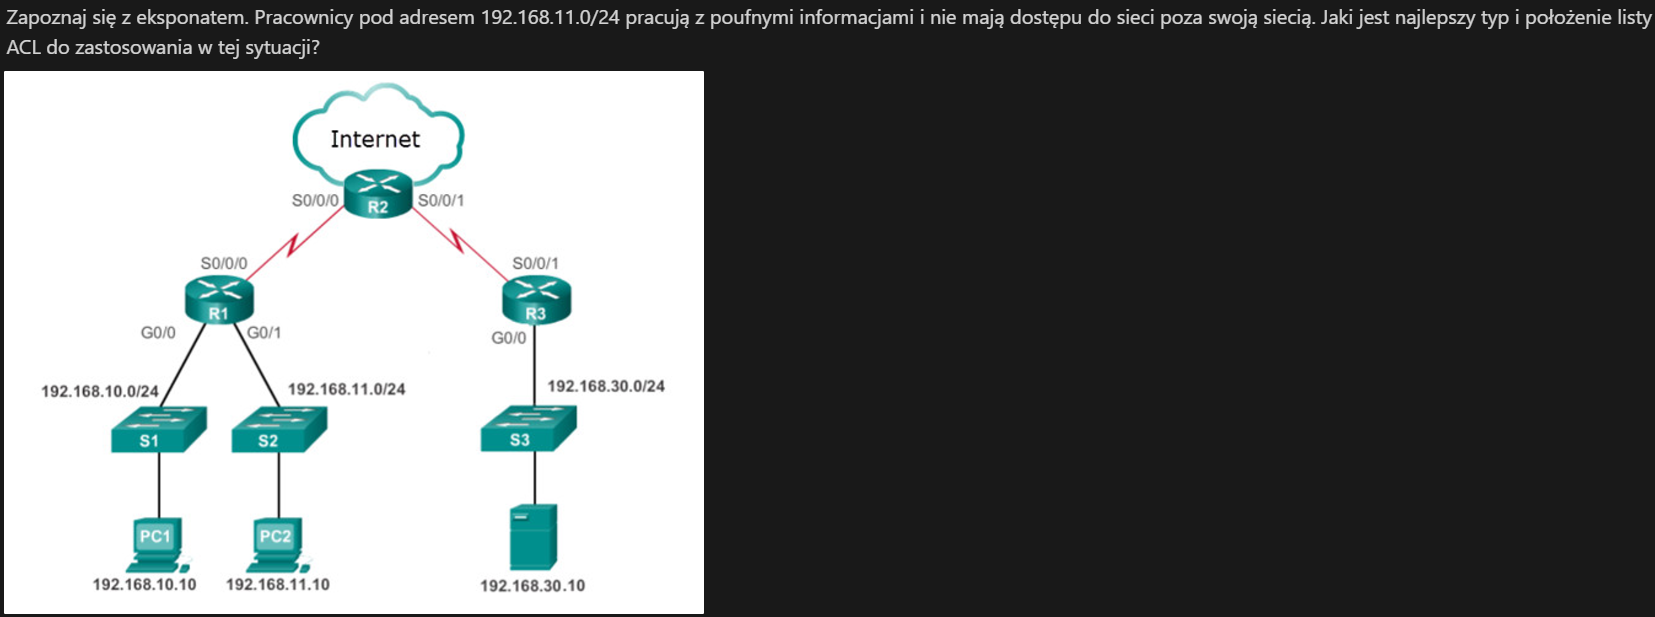 Zapoznaj się z eksponatem. Pracownicy pod adresem 192.168.11.0/24 pracują z poufnymi informacjami i nie mają dostępu do sieci poza swoją siecią. Jaki jest najlepszy typ i położenie listy
ACL do zastosowania w tej sytuacji?
Internet
S0/0/0 R2 S0/0/1
S0/0/0 S0/0/1
R1 R3
G0/0 G0/1 G0/0
192.168.10.0/24 192.168.11.0/24 192.168.30.0/24
S1 S2 S3
PC1 PC2
192.168.10.10 192.168.11.10 192.168.30.10